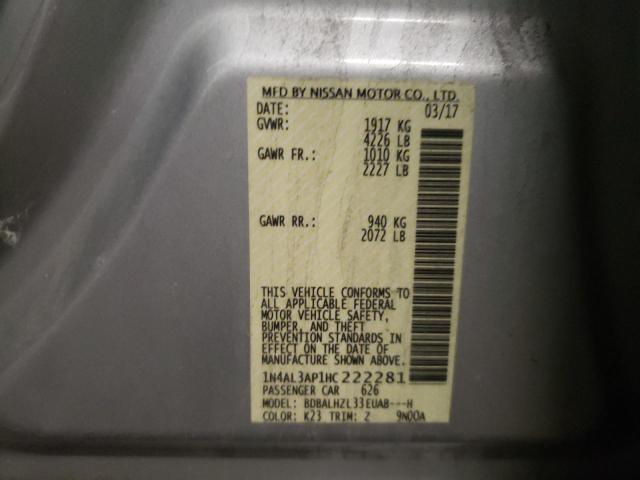 MFD BY NISSAN MOTOR CO., LTD.
DATE: 03/17
GVWR: 1917 KG
4226 LB
GAWR FR.: 1010 KG
2227 LB
GAWR RR.: 940 KG
2072 LB
THIS VEHICLE CONFORMS TO
ALL APPLICABLE FEDERAL
MOTOR VEHICLE SAFETY,
BUMPER, AND THEFT
PREVENTION STANDARDS IN
EFFECT ON THE DATE OF
MANUFACTURE SHOWN ABOVE.
1N4AL3AP1HC222281
PASSENGER CAR 626
MODEL: BDBALHZL33EUA8---H
COLOR: K23 TRIM: Z 9N00A